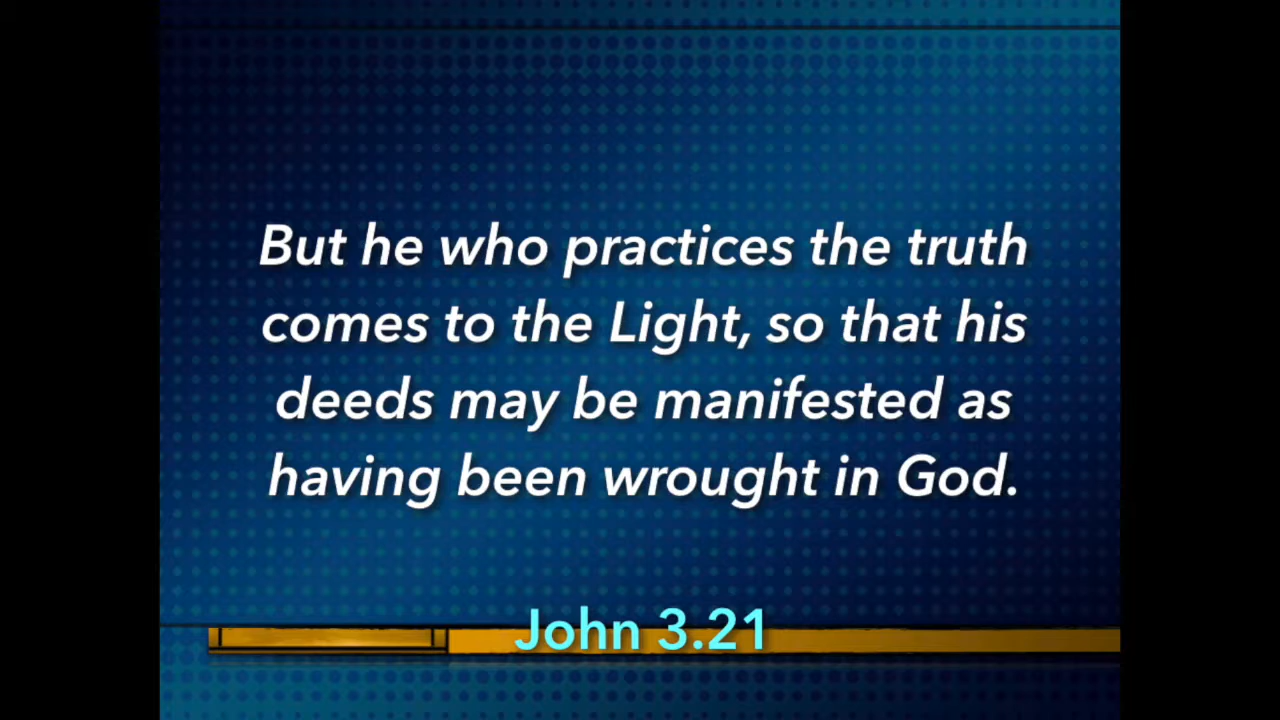 But he who practices the truth
comes to the Light, so that his
deeds may be manifested as
having been wrought in God.
John 3.21